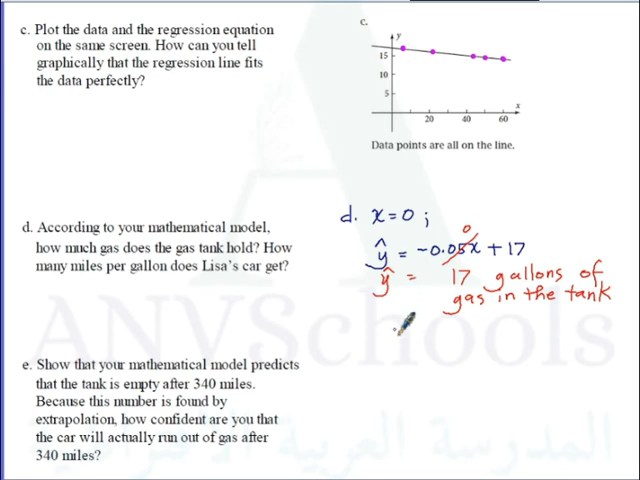 c. Plot the data and the regression equation
on the same screen. How can you tell
graphically that the regression line fits
the data perfectly?
c.
y
15
10
5
x
20 40 60
Data points are all on the line.
d. According to your mathematical model,
how much gas does the gas tank hold? How
many miles per gallon does Lisa's car get?
d. x=0 ;
0
ŷ = -0.05x + 17
ŷ = 17 gallons of
gas in the tank
e. Show that your mathematical model predicts
that the tank is empty after 340 miles.
Because this number is found by
extrapolation, how confident are you that
the car will actually run out of gas after
340 miles?
ANVSchools